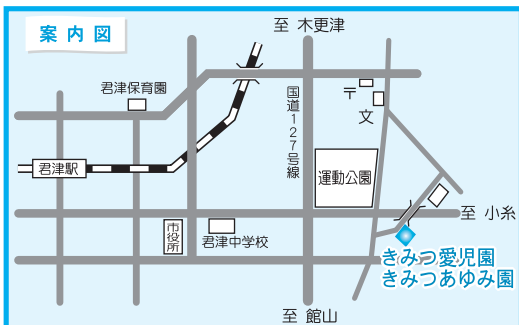 案内図
至 木更津
君津保育園
国道127号線
〒
文
君津駅
運動公園
至 小糸
市役所
君津中学校
きみつ愛児園
きみつあゆみ園
至 館山